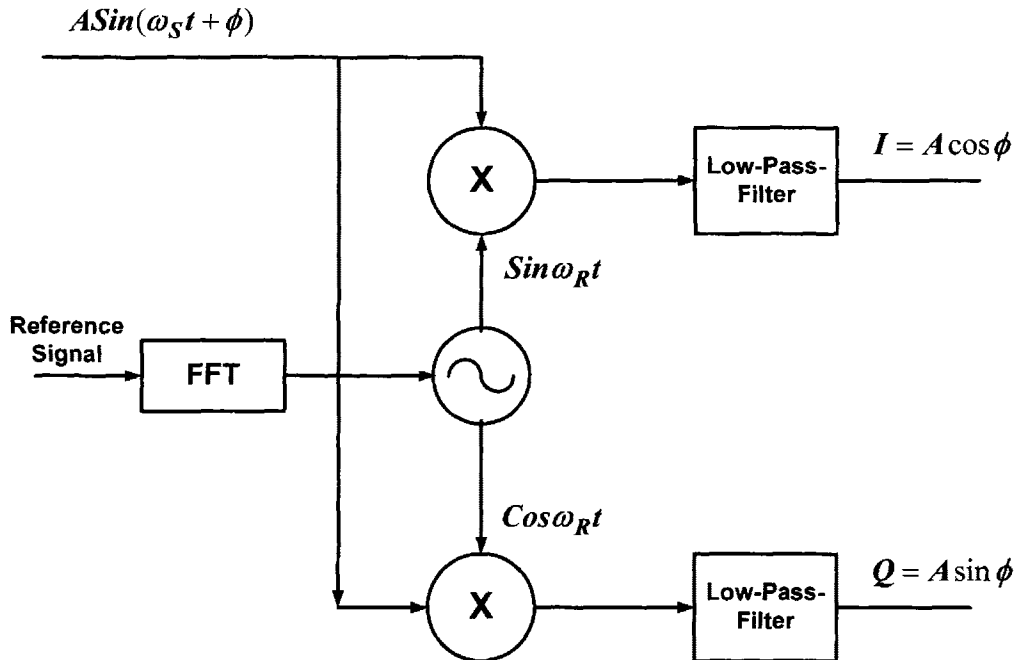 ASin(ω_S t + ϕ)
X
Low-Pass-
Filter
I = A cos ϕ
Sinω_R t
Reference
Signal
FFT
Cosω_R t
X
Low-Pass-
Filter
Q = A sin ϕ